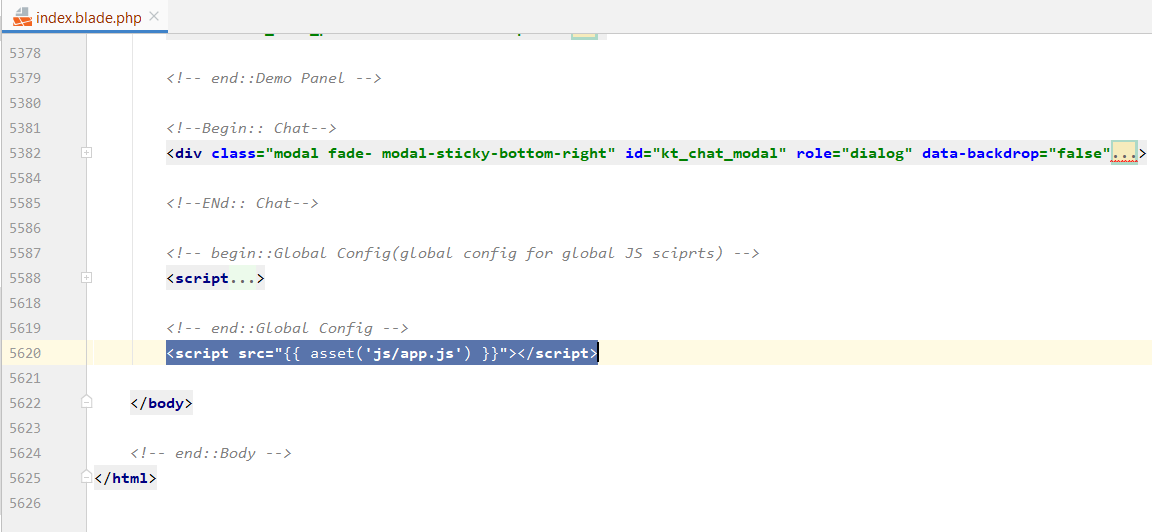 index.blade.php
5378
5379 <!-- end::Demo Panel -->
5380
5381 <!--Begin:: Chat-->
5382 <div class="modal fade- modal-sticky-bottom-right" id="kt_chat_modal" role="dialog" data-backdrop="false"...>
5584
5585 <!--ENd:: Chat-->
5586
5587 <!-- begin::Global Config(global config for global JS sciprts) -->
5588 <script...>
5618
5619 <!-- end::Global Config -->
5620 <script src="{{ asset('js/app.js') }}"></script>
5621
5622 </body>
5623
5624 <!-- end::Body -->
5625 </html>
5626